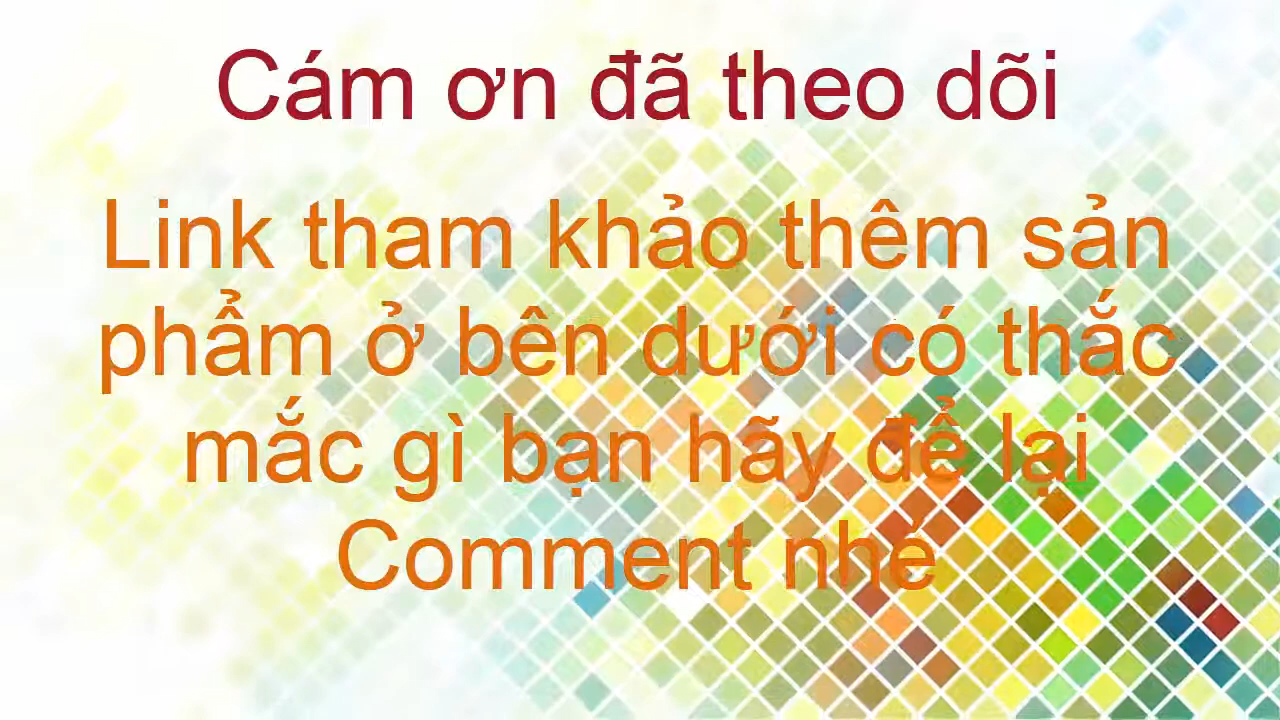 Cám ơn đã theo dõi
Link tham khảo thêm sản
phẩm ở bên dưới có thắc
mắc gì bạn hãy để lại
Comment nhé